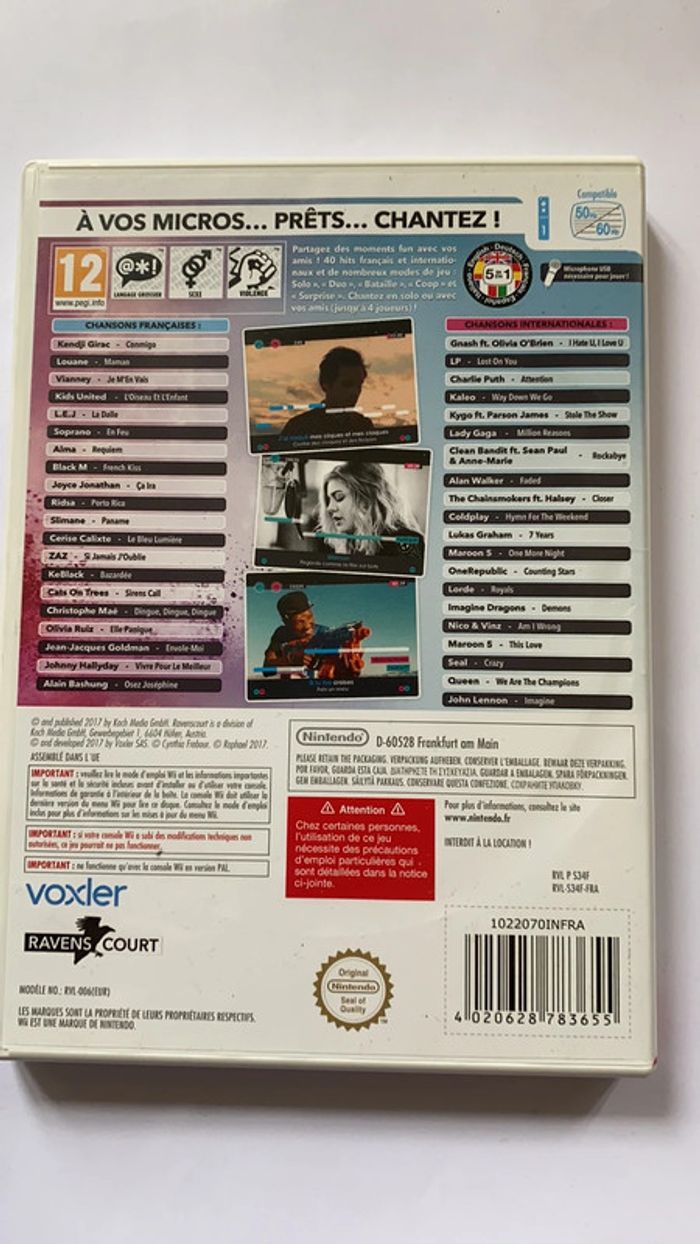 À VOS MICROS... PRÊTS... CHANTEZ !
Compatible
50Hz
60Hz
1
12
www.pegi.info
@*!
LANGAGE GROSSIER
SEXE
VIOLENCE
Partagez des moments fun avec vos
amis ! 40 hits français et internatio-
naux et de nombreux modes de jeu :
Solo », « Duo », « Bataille », « Coop » et
« Surprise ». Chantez en solo ou avec
vos amis (jusqu'à 4 joueurs) !
English - Deutsch - Français - Español - Italiano
5 en 1
Microphone USB
nécessaire pour jouer !
CHANSONS FRANÇAISES :
Kendji Girac - Conmigo
Louane - Maman
Vianney - Je M'En Vais
Kids United - L'Oiseau Et L'Enfant
L.E.J - La Dalle
Soprano - En Feu
Alma - Requiem
Black M - French Kiss
Joyce Jonathan - Ça Ira
Ridsa - Porto Rico
Slimane - Paname
Cerise Calixte - Le Bleu Lumière
ZAZ - Si Jamais J'Oublie
KeBlack - Bazardée
Cats On Trees - Sirens Call
Christophe Maé - Dingue, Dingue, Dingue
Olivia Ruiz - Elle Panique
Jean-Jacques Goldman - Envole-Moi
Johnny Hallyday - Vivre Pour Le Meilleur
Alain Bashung - Osez Joséphine
CHANSONS INTERNATIONALES :
Gnash ft. Olivia O'Brien - I Hate U, I Love U
LP - Lost On You
Charlie Puth - Attention
Kaleo - Way Down We Go
Kygo ft. Parson James - Stole The Show
Lady Gaga - Million Reasons
Clean Bandit ft. Sean Paul
& Anne-Marie - Rockabye
Alan Walker - Faded
The Chainsmokers ft. Halsey - Closer
Coldplay - Hymn For The Weekend
Lukas Graham - 7 Years
Maroon 5 - One More Night
OneRepublic - Counting Stars
Lorde - Royals
Imagine Dragons - Demons
Nico & Vinz - Am I Wrong
Maroon 5 - This Love
Seal - Crazy
Queen - We Are The Champions
John Lennon - Imagine
© and published 2017 by Koch Media GmbH. Ravenscourt is a division of
Koch Media GmbH, Gewerbegebiet 1, 6604 Höfen, Austria.
© and developed 2017 by Voxler SAS. © Cynthia Frebour. © Raphael 2017.
ASSEMBLÉ DANS L'UE
IMPORTANT : veuillez lire le mode d'emploi Wii et les informations importantes
sur la santé et la sécurité incluses avant d'installer ou d'utiliser votre console.
Informations de garantie à l'intérieur de la boîte. La console Wii doit utiliser la
dernière version du menu Wii pour lire ce disque. Consultez le mode d'emploi
inclus pour plus d'informations sur les mises à jour du menu Wii.
IMPORTANT : si votre console Wii a subi des modifications techniques non
autorisées, ce jeu pourrait ne pas fonctionner.
IMPORTANT : ne fonctionne qu'avec la console Wii en version PAL.
Nintendo
D-60528 Frankfurt am Main
PLEASE RETAIN THE PACKAGING. VERPACKUNG AUFHEBEN. CONSERVER L'EMBALLAGE. BEWAAR DEZE VERPAKKING.
POR FAVOR, GUARDA ESTA CAJA. ΔΙΑΤΗΡΗΣΤΕ ΤΗ ΣΥΣΚΕΥΑΣΙΑ. GUARDAR A EMBALAGEM. SPARA FÖRPACKNINGEN.
GEM EMBALLAGEN. SÄILYTÄ PAKKAUS. CONSERVARE QUESTA CONFEZIONE. СОХРАНИТЕ УПАКОВКУ.
Attention
Chez certaines personnes,
l'utilisation de ce jeu
nécessite des précautions
d'emploi particulières qui
sont détaillées dans la notice
ci-jointe.
Pour plus d'informations, consultez le site
www.nintendo.fr
INTERDIT À LA LOCATION !
RVL P S34F
RVL-S34F-FRA
voxler
RAVENSCOURT
MODÈLE NO.: RVL-006(EUR)
LES MARQUES SONT LA PROPRIÉTÉ DE LEURS PROPRIÉTAIRES RESPECTIFS.
Wii EST UNE MARQUE DE NINTENDO.
Original
Nintendo
Seal of
Quality
1022070INFRA
4 020628 783655